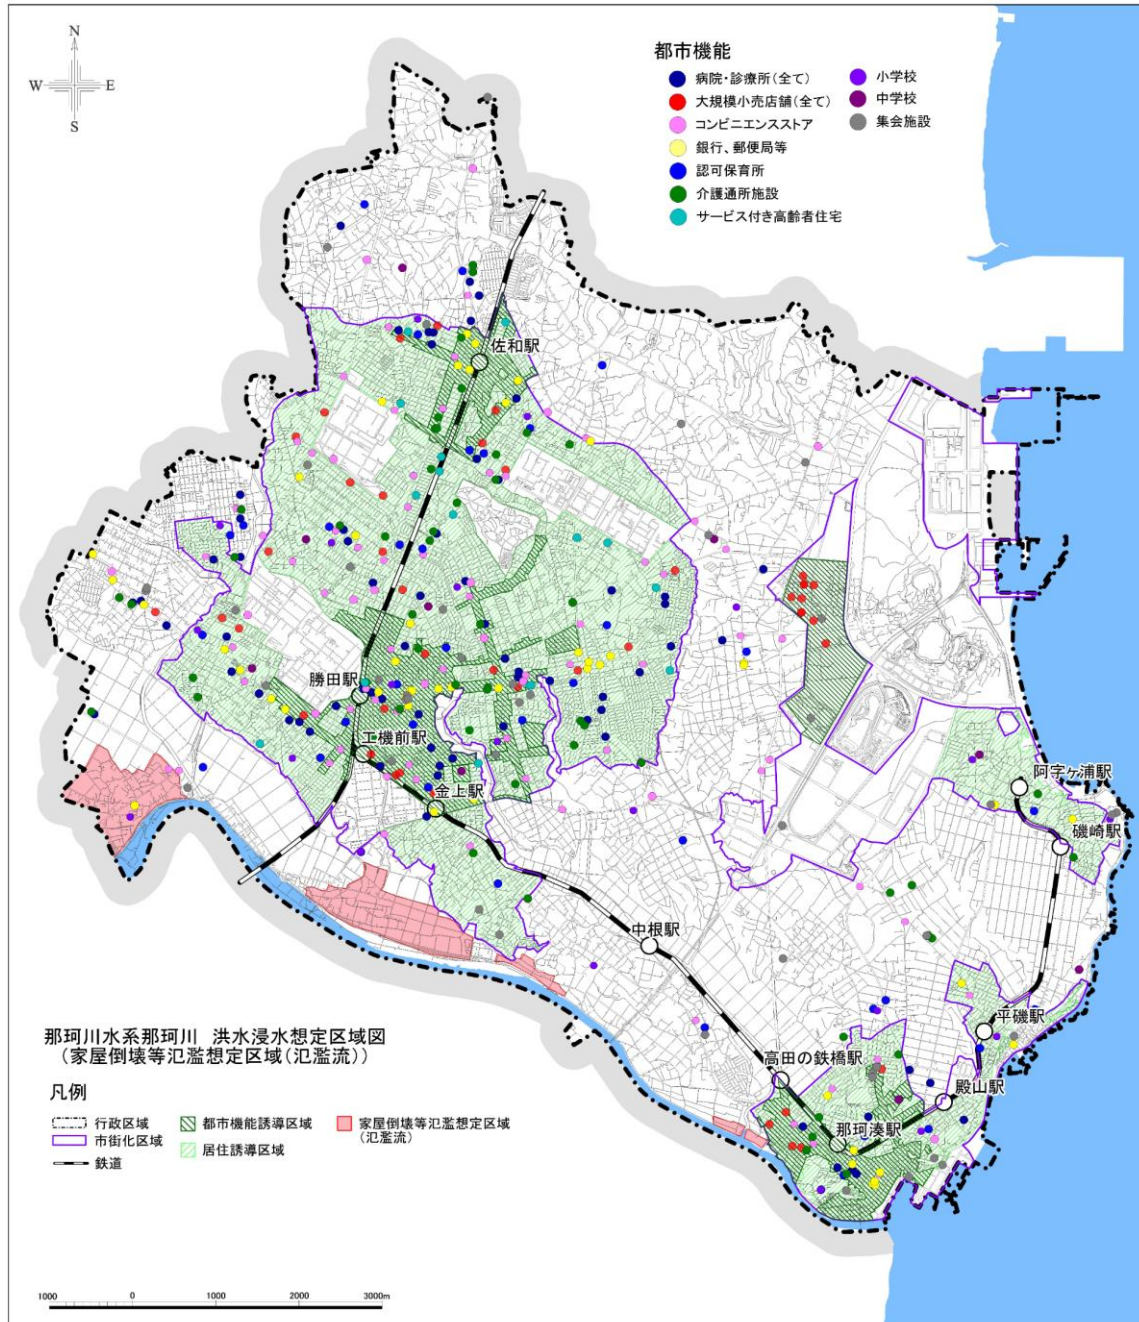 N
W
E
S
都市機能
病院・診療所(全て)
大規模小売店舗(全て)
コンビニエンスストア
銀行、郵便局等
認可保育所
介護通所施設
サービス付き高齢者住宅
小学校
中学校
集会施設
佐和駅
勝田駅
工機前駅
金上駅
阿字ヶ浦駅
磯崎駅
中根駅
平磯駅
高田の鉄橋駅
殿山駅
那珂湊駅
那珂川水系那珂川 洪水浸水想定区域図
(家屋倒壊等氾濫想定区域(氾濫流))
凡例
行政区域
市街化区域
鉄道
都市機能誘導区域
居住誘導区域
家屋倒壊等氾濫想定区域
(氾濫流)
1000 0 1000 2000 3000m